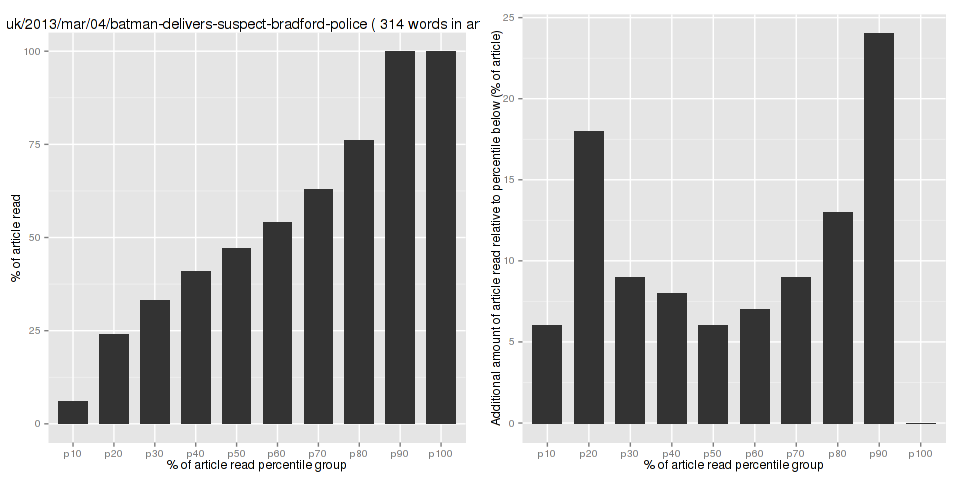 uk/2013/mar/04/batman-delivers-suspect-bradford-police ( 314 words in ar
% of article read
100
75
50
25
0
p10 p20 p30 p40 p50 p60 p70 p80 p90 p100
% of article read percentile group
Additional amount of article read relative to percentile below (% of article)
25
20
15
10
5
0
p10 p20 p30 p40 p50 p60 p70 p80 p90 p100
% of article read percentile group